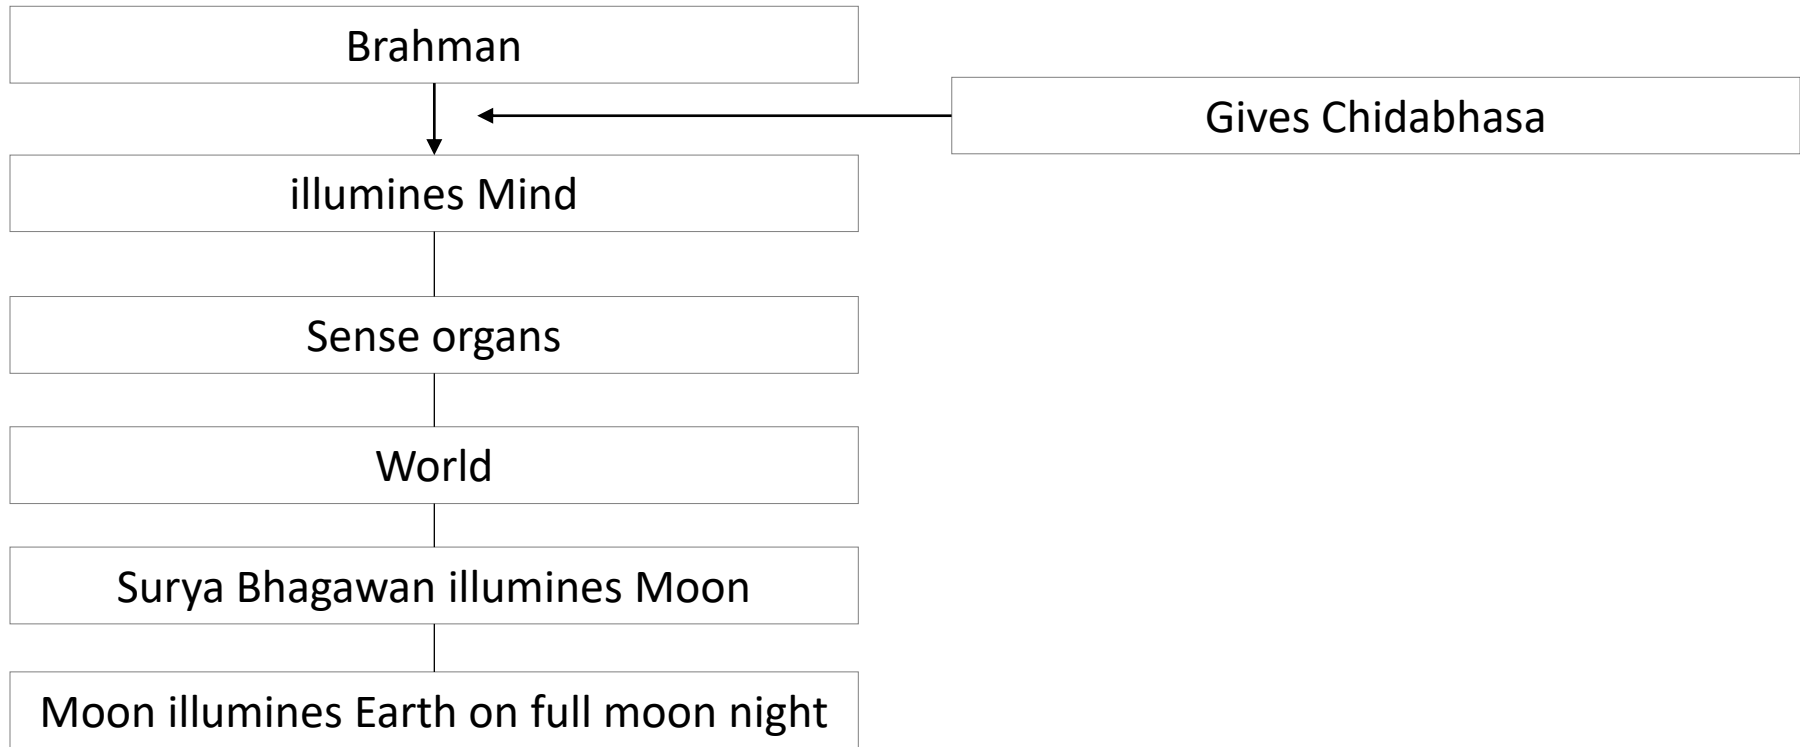 Brahman
Gives Chidabhasa
illumines Mind
Sense organs
World
Surya Bhagawan illumines Moon
Moon illumines Earth on full moon night